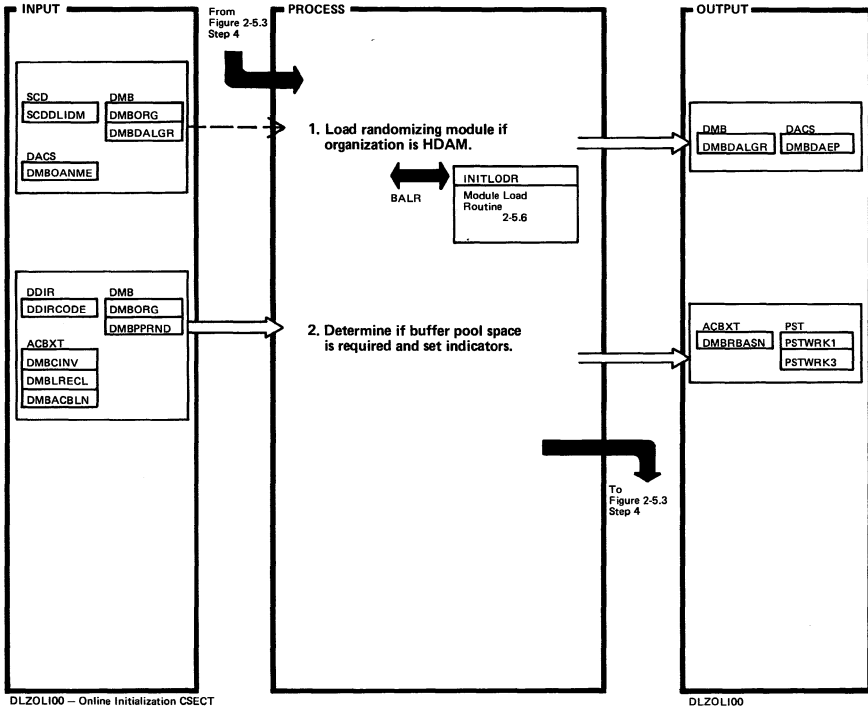 INPUT
From
Figure 2-5.3
Step 4
PROCESS
OUTPUT
SCD
SCDDLIDM
DMB
DMBORG
DMBDALGR
DACS
DMBOANME
1. Load randomizing module if
organization is HDAM.
BALR
INITLODR
Module Load
Routine
2-5.6
DMB
DMBDALGR
DACS
DMBDAEP
DDIR
DDIRCODE
DMB
DMBORG
DMBPPRND
ACBXT
DMBCINV
DMBLRECL
DMBACBLN
2. Determine if buffer pool space
is required and set indicators.
ACBXT
DMBRBASN
PST
PSTWRK1
PSTWRK3
To
Figure 2-5.3
Step 4
DLZOLI00 – Online Initialization CSECT
DLZOLI00